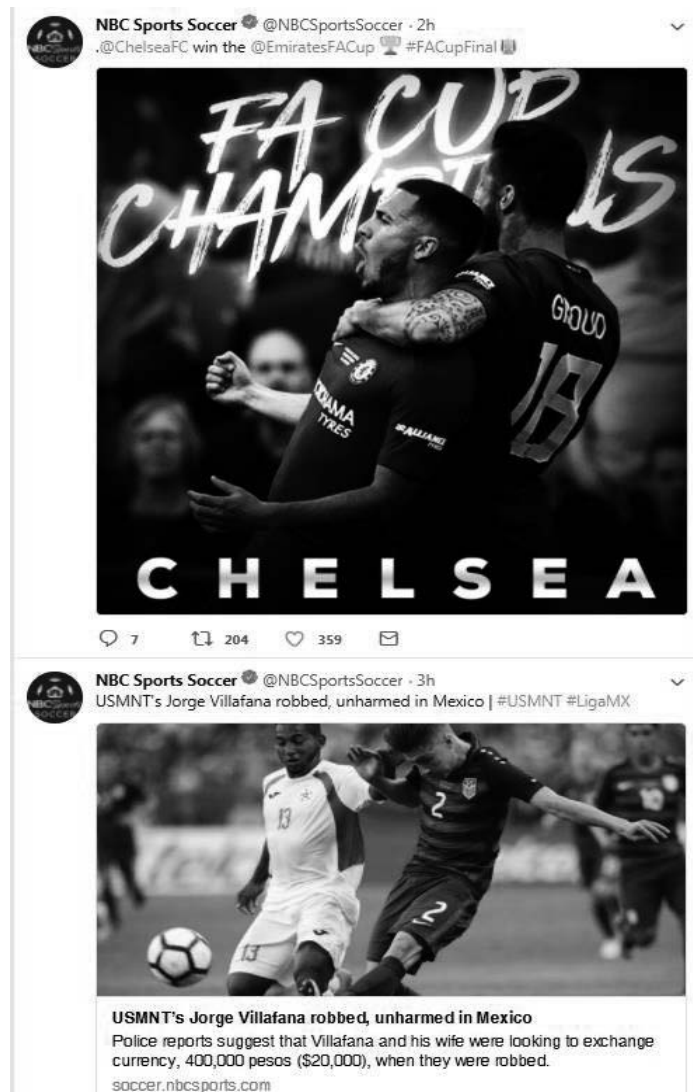 NBC Sports Soccer @NBCSportsSoccer · 2h
.@ChelseaFC win the @EmiratesFACup 🏆 #FACupFinal
FA CUP
GIROUD
18
TYRES
CHELSEA
7 204 359
NBC Sports Soccer @NBCSportsSoccer · 3h
USMNT's Jorge Villafana robbed, unharmed in Mexico | #USMNT #LigaMX
13
2
2
13
USMNT's Jorge Villafana robbed, unharmed in Mexico
Police reports suggest that Villafana and his wife were looking to exchange
currency, 400,000 pesos ($20,000), when they were robbed.
soccer.nbcsports.com